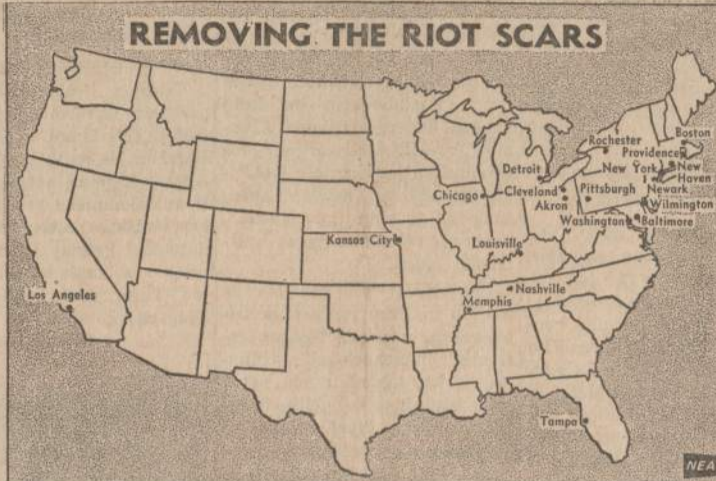 REMOVING THE RIOT SCARS
Boston
Rochester
Providence
Detroit
New York
New
Haven
Chicago
Cleveland
Pittsburgh
Newark
Akron
Wilmington
Washington
Baltimore
Kansas City
Louisville
Los Angeles
Nashville
Memphis
Tampa
NEA